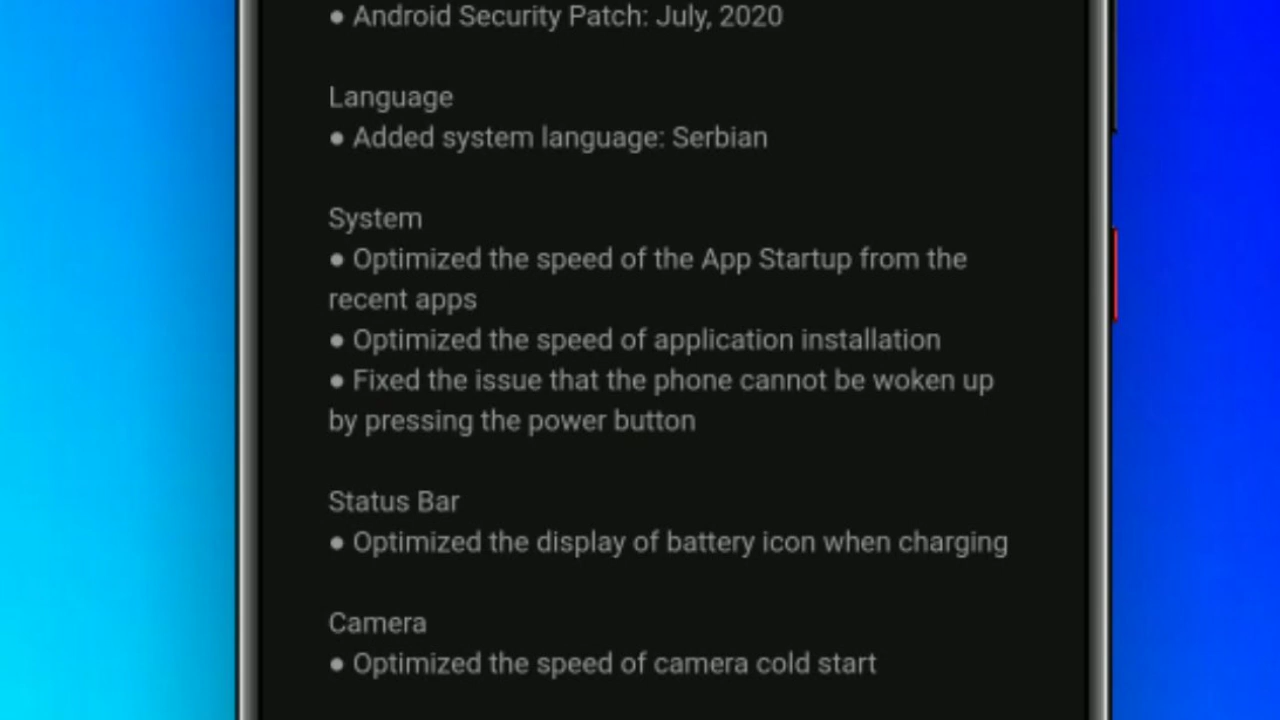 ● Android Security Patch: July, 2020
Language
● Added system language: Serbian
System
● Optimized the speed of the App Startup from the
recent apps
● Optimized the speed of application installation
● Fixed the issue that the phone cannot be woken up
by pressing the power button
Status Bar
● Optimized the display of battery icon when charging
Camera
● Optimized the speed of camera cold start